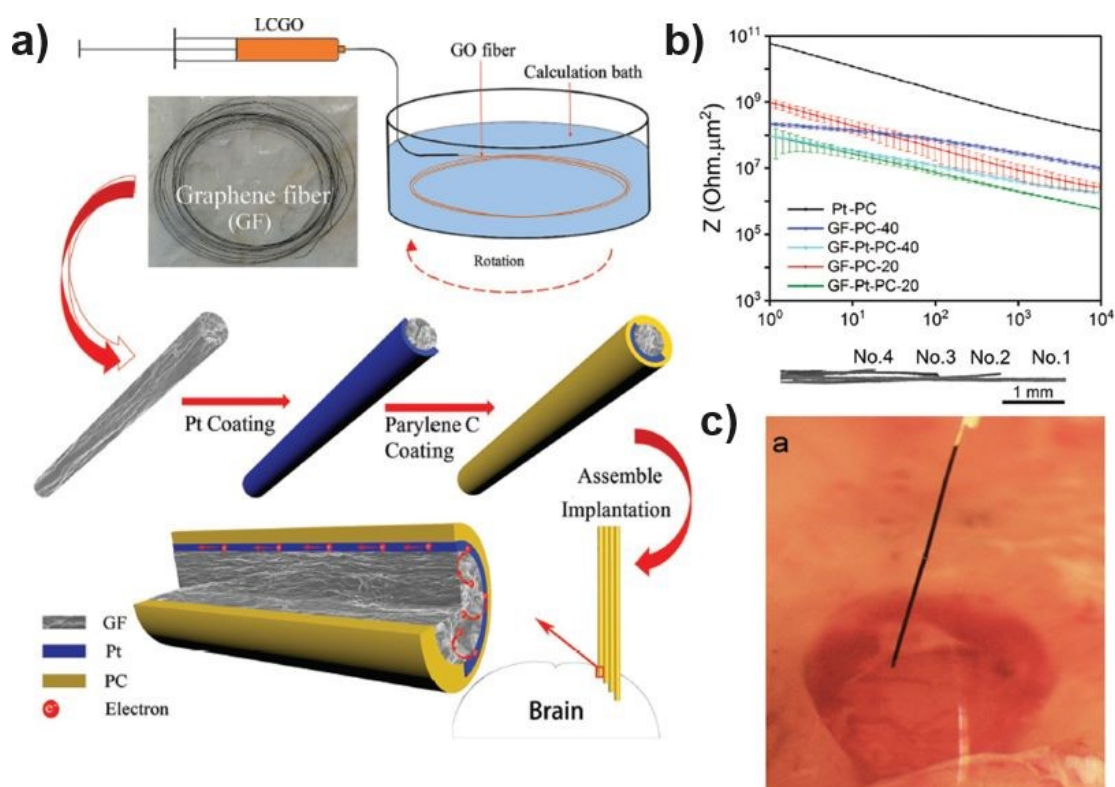 a)
LCGO
GO fiber
Calculation bath
Graphene fiber
(GF)
Rotation
Pt Coating
Parylene C
Coating
Assemble
Implantation
GF
Pt
PC
e⁻ Electron
Brain
b)
Z (Ohm.μm²)
10¹¹
10⁹
10⁷
10⁵
10³
Pt-PC
GF-PC-40
GF-Pt-PC-40
GF-PC-20
GF-Pt-PC-20
10⁰ 10¹ 10² 10³ 10⁴
No.4 No.3 No.2 No.1
1 mm
c)
a